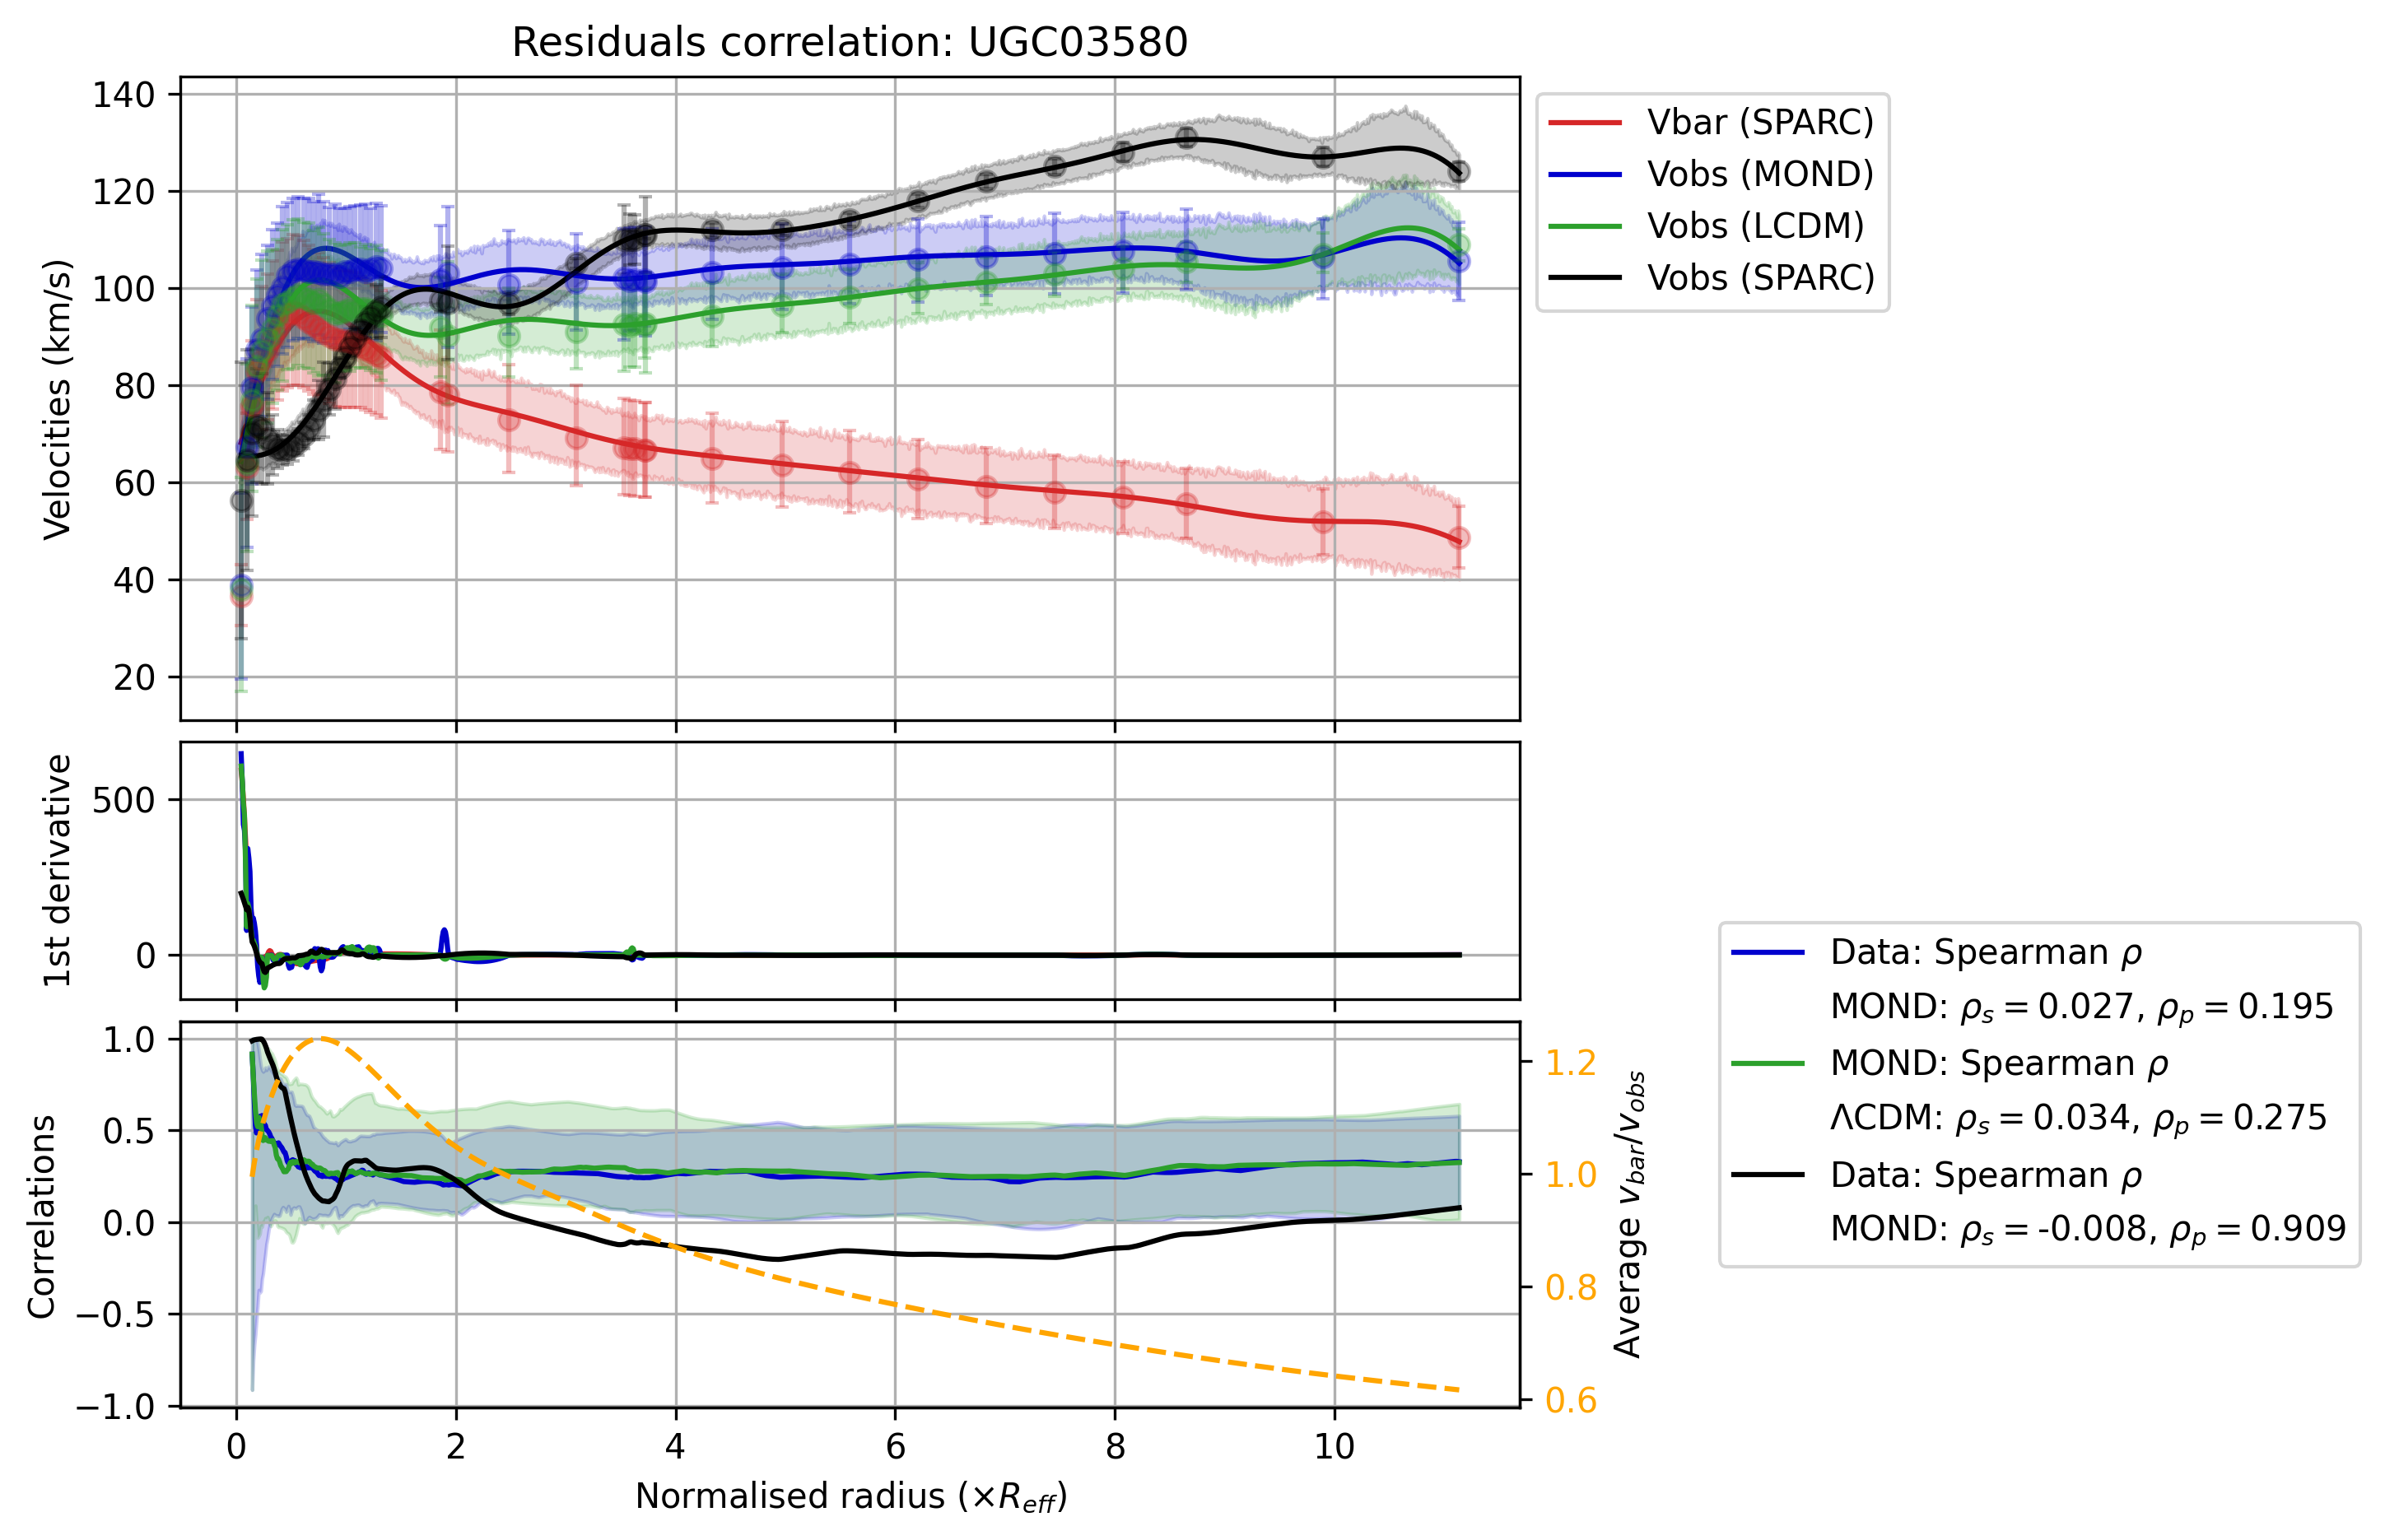 Residuals correlation: UGC03580
140
120
100
80
60
40
20
Velocities (km/s)
Vbar (SPARC)
Vobs (MOND)
Vobs (LCDM)
Vobs (SPARC)
500
0
1st derivative
1.0
0.5
0.0
−0.5
−1.0
Correlations
1.2
1.0
0.8
0.6
Average v_bar/v_obs
0 2 4 6 8 10
Normalised radius (×R_eff)
Data: Spearman ρ
MOND: ρ_s = 0.027, ρ_p = 0.195
MOND: Spearman ρ
ΛCDM: ρ_s = 0.034, ρ_p = 0.275
Data: Spearman ρ
MOND: ρ_s = -0.008, ρ_p = 0.909